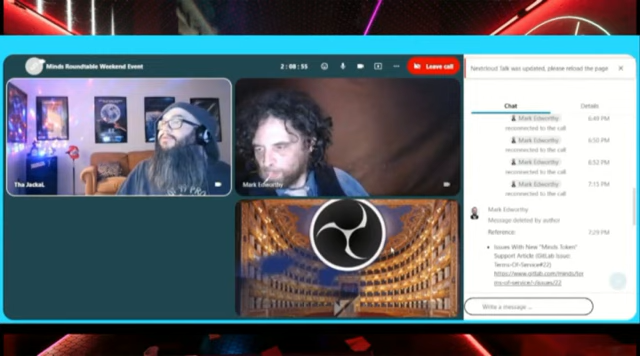 Minds Roundtable Weekend Event
2:08:55
Leave call
Nextcloud Talk was updated, please reload the page
Chat
Details
Mark Edworthy
6:49 PM
reconnected to the call
Mark Edworthy
6:50 PM
reconnected to the call
Mark Edworthy
6:52 PM
reconnected to the call
Mark Edworthy
7:15 PM
reconnected to the call
Mark Edworthy
Message deleted by author
Reference:
7:29 PM
Issues With New "Minds Token"
Support Article (GitLab Issue:
Terms-Of-Service#22)
https://www.gitlab.com/minds/ter
ms-of-service/-/issues/22
Write a message ...
Tha JackaL
Mark Edworthy